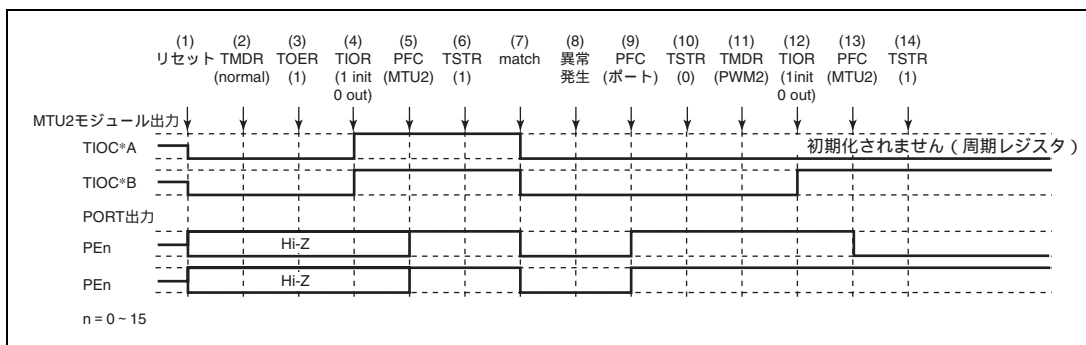 (1) (2) (3) (4) (5) (6) (7) (8) (9) (10) (11) (12) (13) (14)
リセット TMDR TOER TIOR PFC TSTR match 異常 PFC TSTR TMDR TIOR PFC TSTR
(normal) (1) (1 init (MTU2) (1) 発生 (ポート) (0) (PWM2) (1init (MTU2) (1)
0 out) 0 out)
MTU2モジュール出力
TIOC*A 初期化されません(周期レジスタ)
TIOC*B
PORT出力
PEn Hi-Z
PEn Hi-Z
n = 0 ~ 15